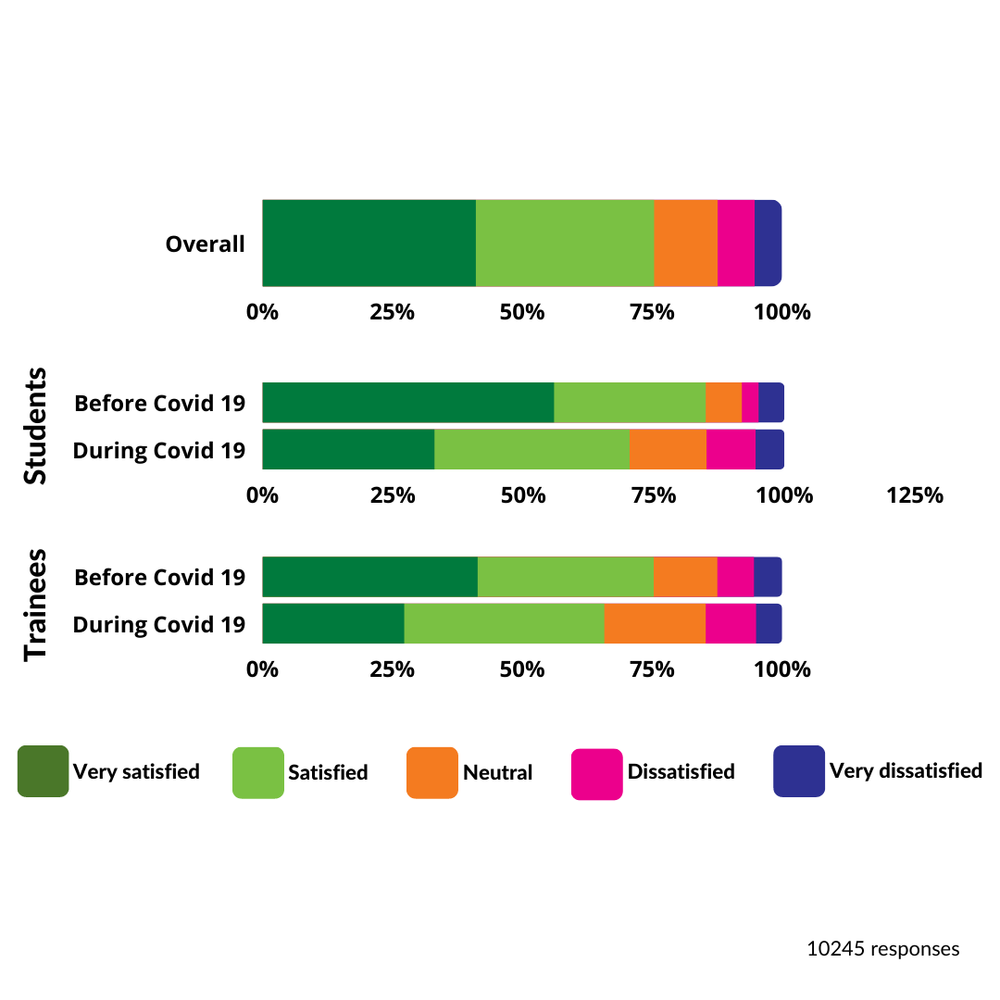 Overall
0% 25% 50% 75% 100%
Students
Before Covid 19
During Covid 19
0% 25% 50% 75% 100% 125%
Trainees
Before Covid 19
During Covid 19
0% 25% 50% 75% 100%
Very satisfied Satisfied Neutral Dissatisfied Very dissatisfied
10245 responses